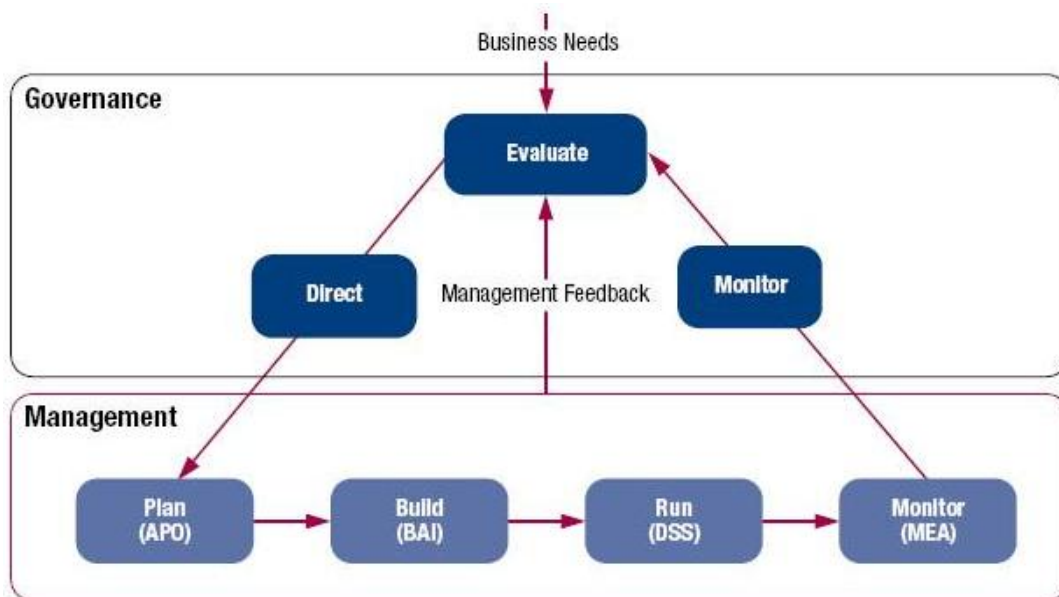 Business Needs
Governance
Evaluate
Direct
Management Feedback
Monitor
Management
Plan
(APO)
Build
(BAI)
Run
(DSS)
Monitor
(MEA)